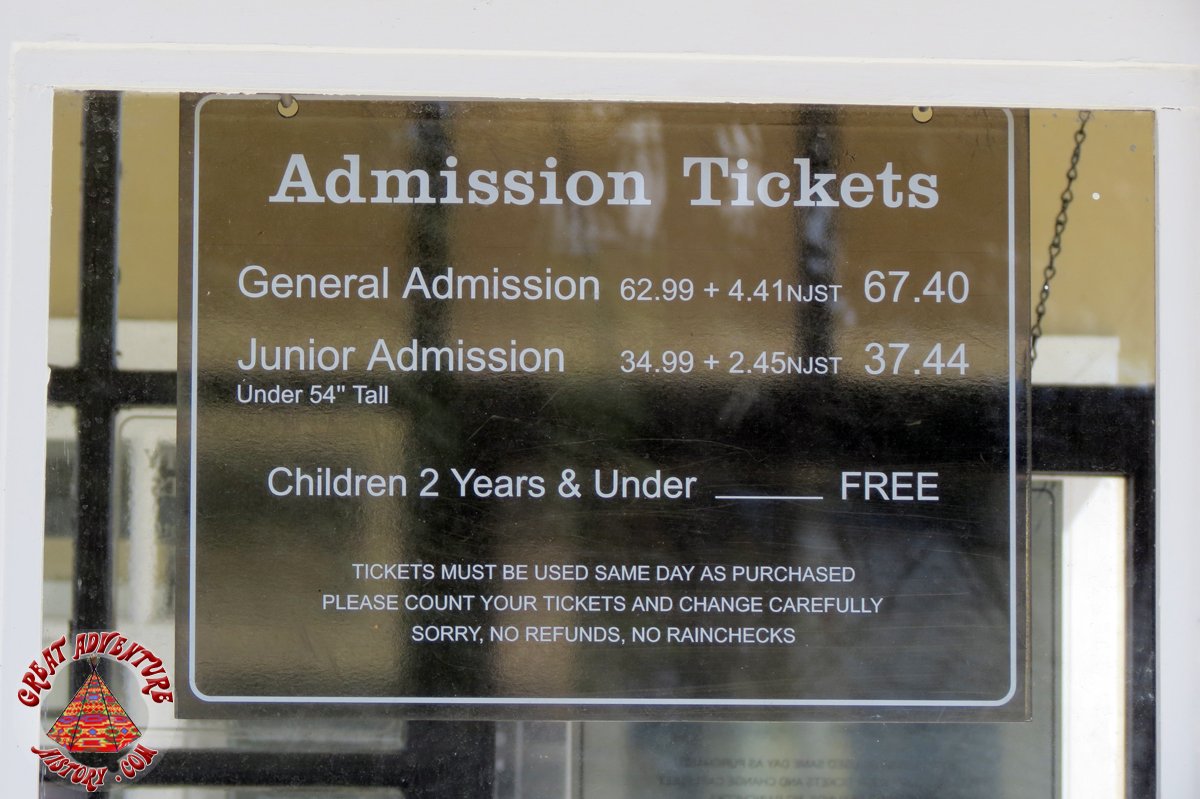 Admission Tickets
General Admission 62.99 + 4.41NJST 67.40
Junior Admission 34.99 + 2.45NJST 37.44
Under 54" Tall
Children 2 Years & Under ______ FREE
TICKETS MUST BE USED SAME DAY AS PURCHASED
PLEASE COUNT YOUR TICKETS AND CHANGE CAREFULLY
SORRY, NO REFUNDS, NO RAINCHECKS
GREAT ADVENTURE
HISTORY.COM